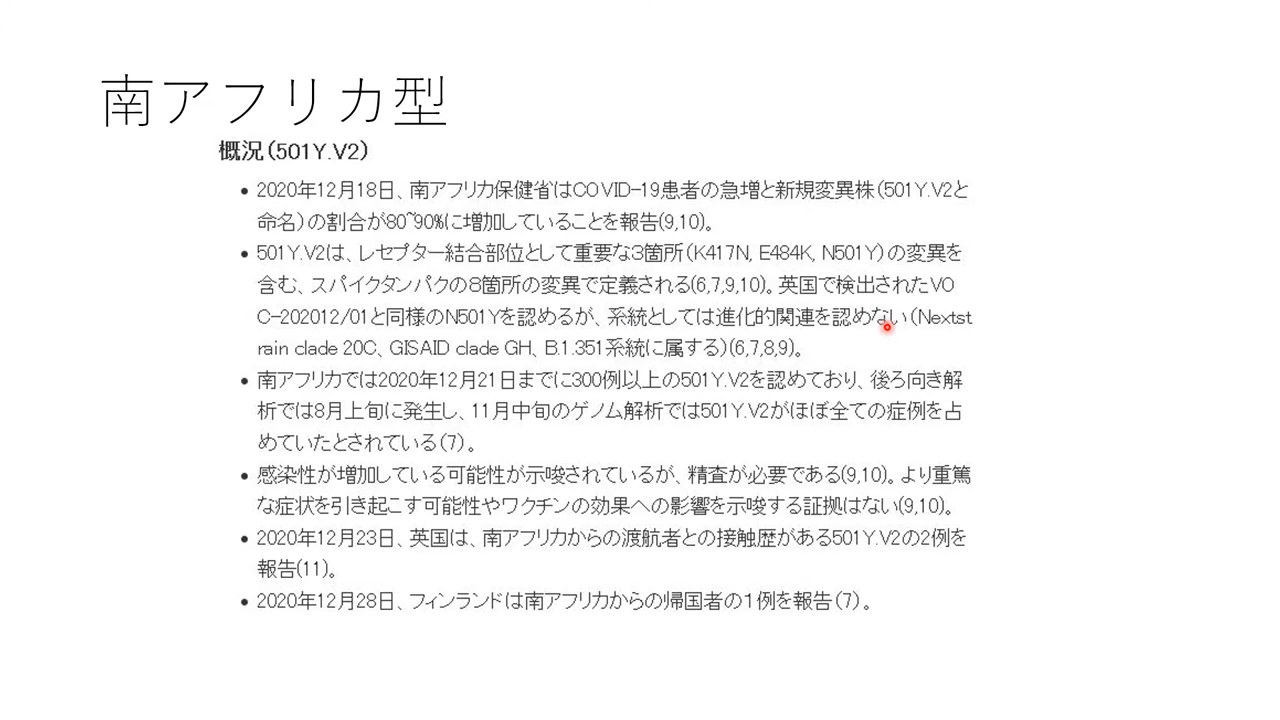 南アフリカ型
概況(501Y.V2)
• 2020年12月18日、南アフリカ保健省はCOVID-19患者の急増と新規変異株(501Y.V2と
命名)の割合が80~90%に増加していることを報告(9,10)。
• 501Y.V2は、レセプター結合部位として重要な3箇所(K417N, E484K, N501Y)の変異を
含む、スパイクタンパクの8箇所の変異で定義される(6,7,9,10)。英国で検出されたVO
C-202012/01と同様のN501Yを認めるが、系統としては進化的関連を認めない(Nextst
rain clade 20C、GISAID clade GH、B.1.351系統に属する)(6,7,8,9)。
• 南アフリカでは2020年12月21日までに300例以上の501Y.V2を認めており、後ろ向き解
析では8月上旬に発生し、11月中旬のゲノム解析では501Y.V2がほぼ全ての症例を占
めていたとされている(7)。
• 感染性が増加している可能性が示唆されているが、精査が必要である(9,10)。より重篤
な症状を引き起こす可能性やワクチンの効果への影響を示唆する証拠はない(9,10)。
• 2020年12月23日、英国は、南アフリカからの渡航者との接触歴がある501Y.V2の2例を
報告(11)。
• 2020年12月28日、フィンランドは南アフリカからの帰国者の1例を報告(7)。